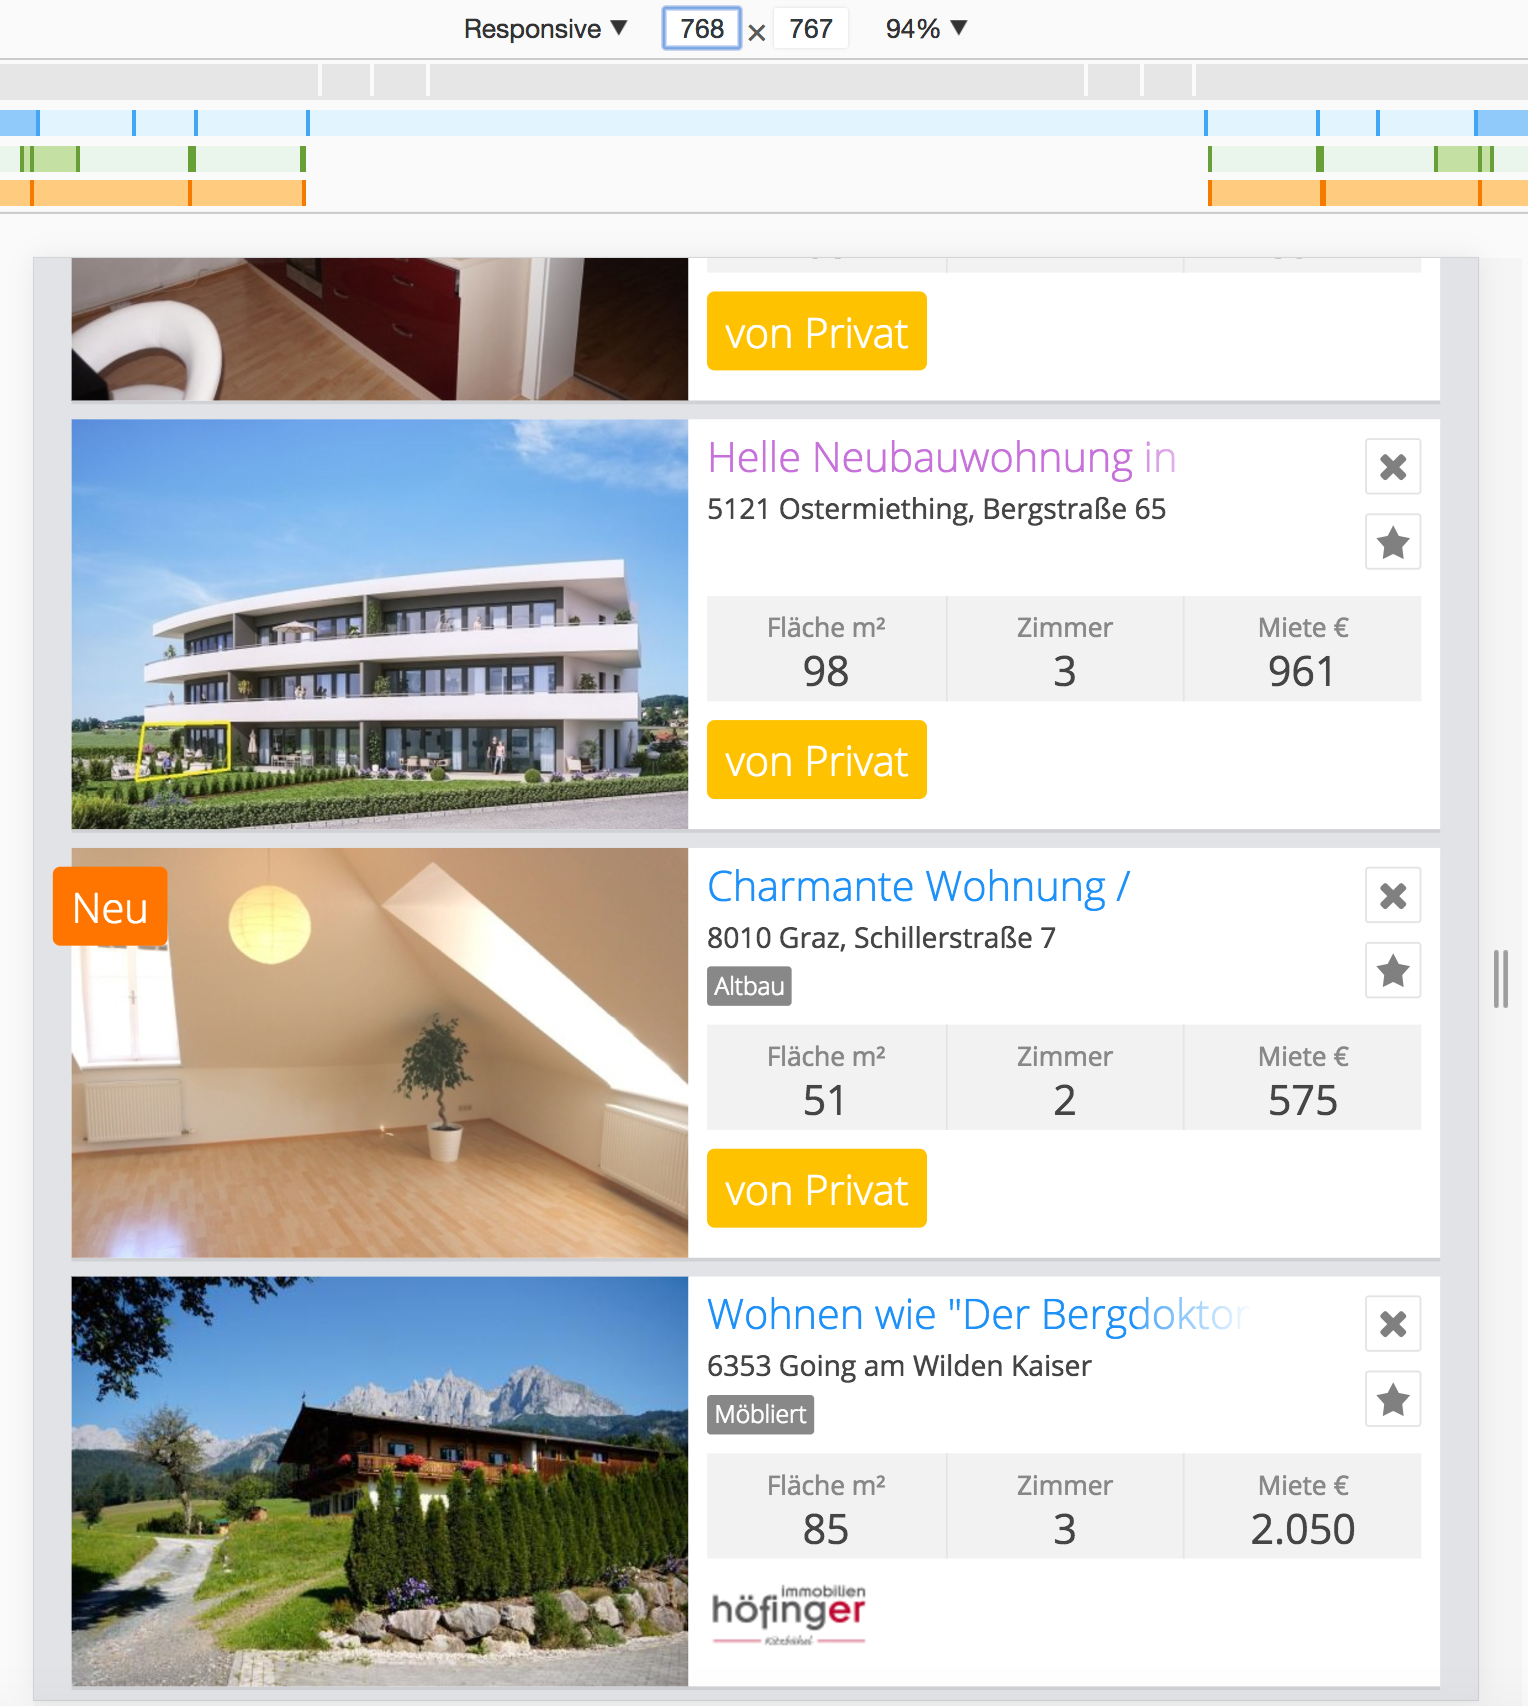 Responsive ▼ 768 × 767 94% ▼
von Privat
Helle Neubauwohnung in
5121 Ostermiething, Bergstraße 65
Fläche m² Zimmer Miete €
98 3 961
von Privat
Neu
Charmante Wohnung /
8010 Graz, Schillerstraße 7
Altbau
Fläche m² Zimmer Miete €
51 2 575
von Privat
Wohnen wie "Der Bergdoktor
6353 Going am Wilden Kaiser
Möbliert
Fläche m² Zimmer Miete €
85 3 2.050
immobilien
höfinger
Kitzbühel